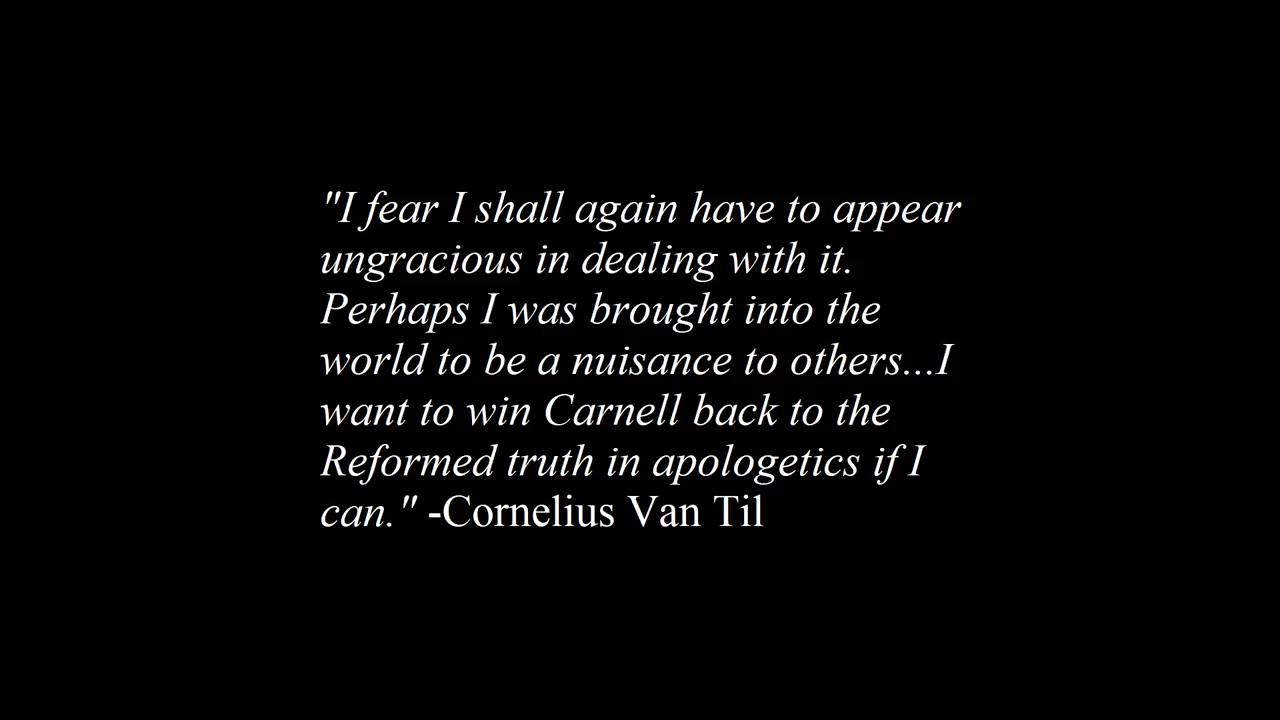 "I fear I shall again have to appear
ungracious in dealing with it.
Perhaps I was brought into the
world to be a nuisance to others...I
want to win Carnell back to the
Reformed truth in apologetics if I
can." -Cornelius Van Til